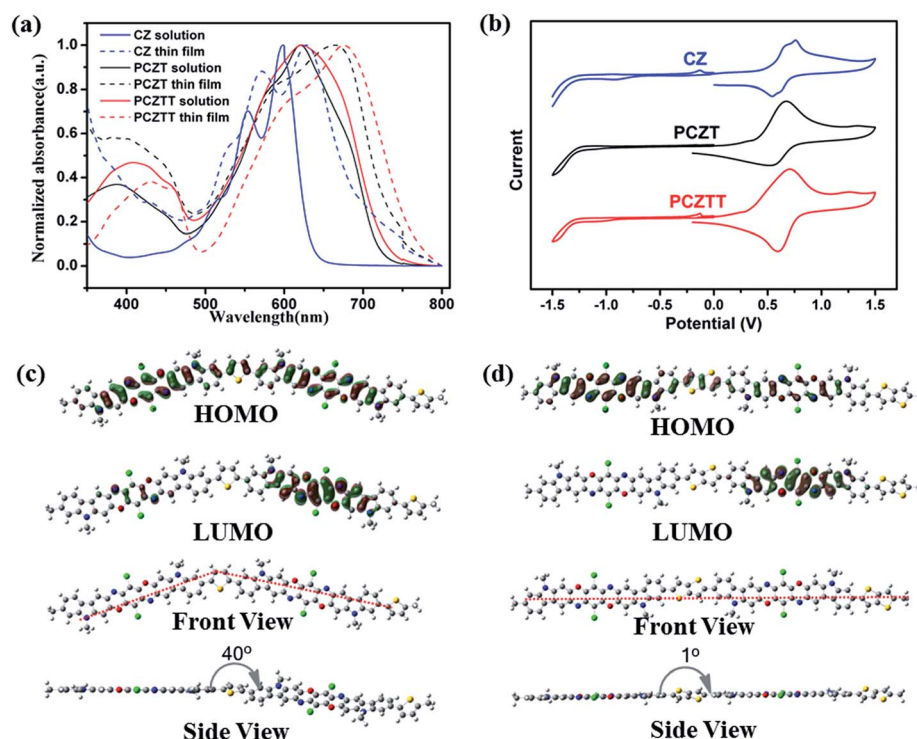 (a)
CZ solution
CZ thin film
PCZT solution
PCZT thin film
PCZTT solution
PCZTT thin film
Normalized absorbance(a.u.)
1.0
0.8
0.6
0.4
0.2
0.0
400 500 600 700 800
Wavelength(nm)
(b)
CZ
PCZT
PCZTT
Current
-1.5 -1.0 -0.5 0.0 0.5 1.0 1.5
Potential (V)
(c)
HOMO
LUMO
Front View
40o
Side View
(d)
HOMO
LUMO
Front View
1o
Side View